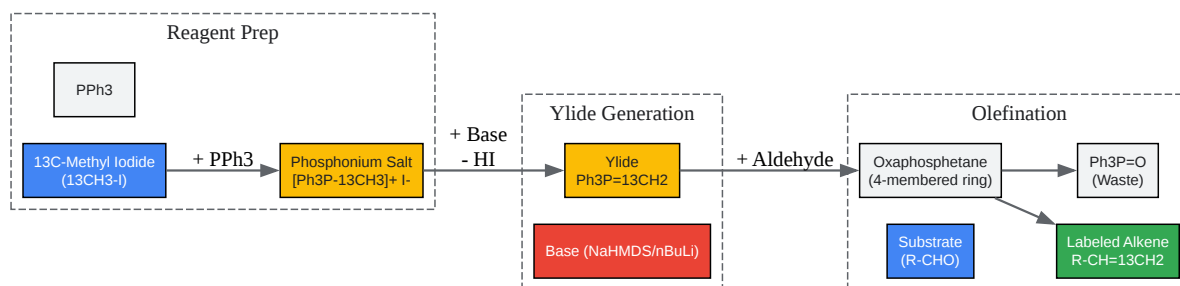 Reagent Prep
PPh3
13C-Methyl Iodide
(13CH3-I)
+ PPh3
Phosphonium Salt
[Ph3P-13CH3]+ I-
+ Base
- HI
Ylide Generation
Ylide
Ph3P=13CH2
Base (NaHMDS/nBuLi)
+ Aldehyde
Olefination
Oxaphosphetane
(4-membered ring)
Ph3P=O
(Waste)
Substrate
(R-CHO)
Labeled Alkene
R-CH=13CH2